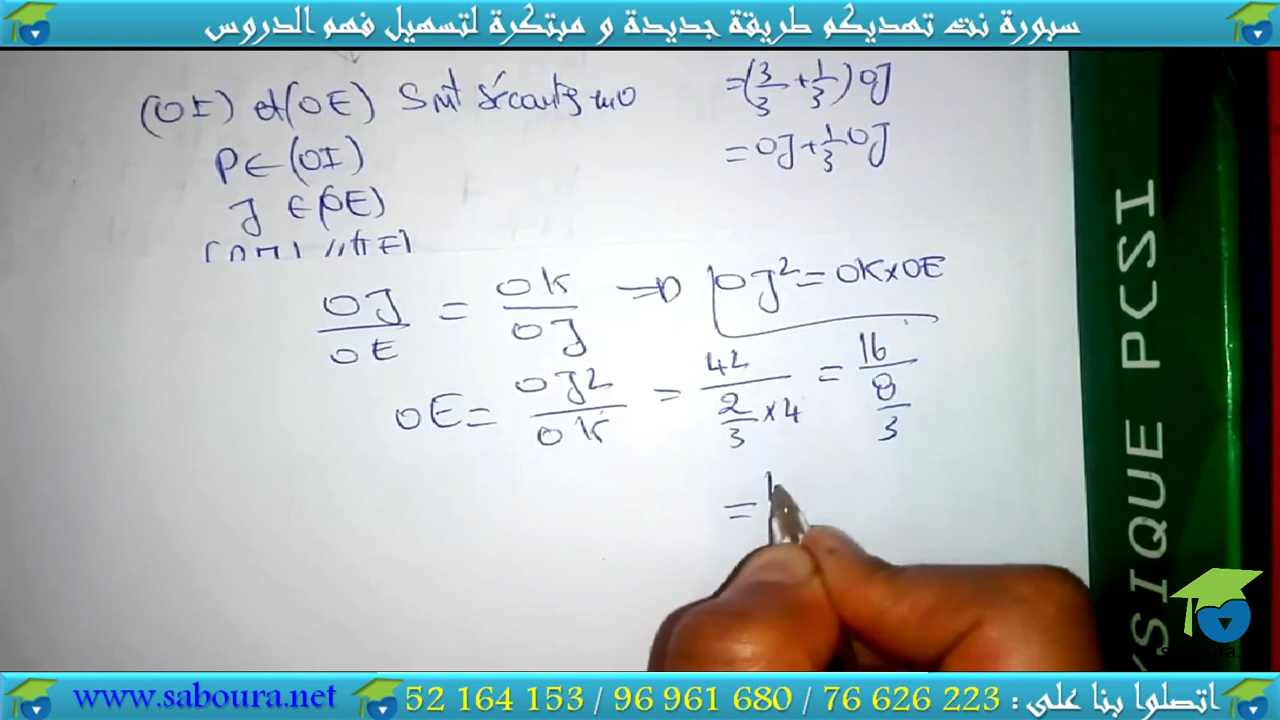 سبورة نت تهديكم طريقة جديدة و مبتكرة لتسهيل فهم الدروس
(OI) et (OE) Sont sécants en O
P∈(OI)
J ∈(OE)
=(3/3+1/3)OJ
=OJ+1/3OJ
OJ/OE = OK/OJ => OJ²=OK×OE
OE= OJ2/OK = 42/(2/3×4) = 16/(8/3)
= 1
PHYSIQUE PCSI
www.saboura.net 52 164 153 / 96 961 680 / 76 626 223 : اتصلوا بنا على